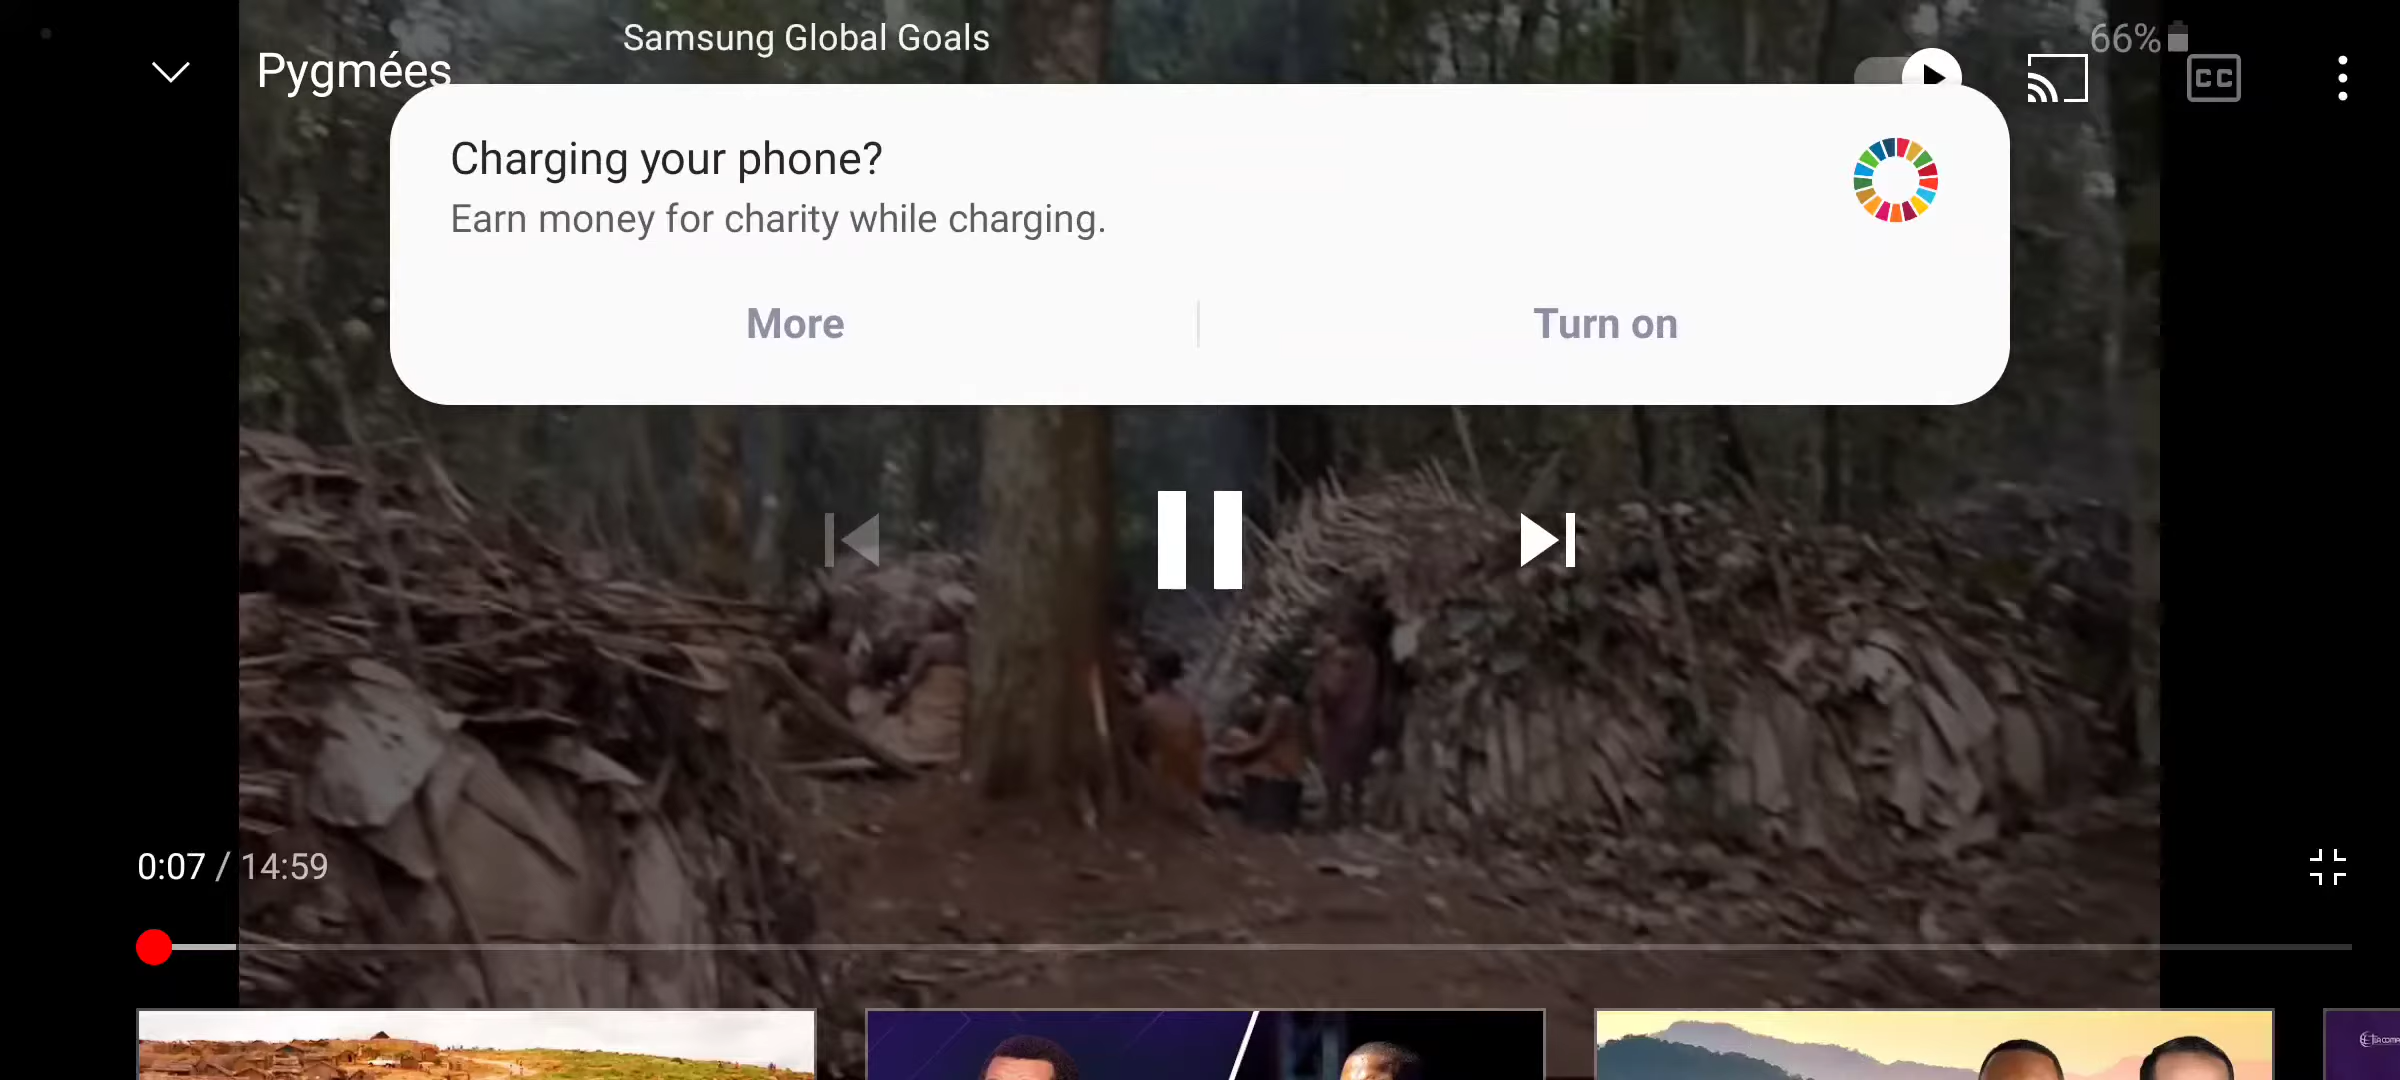 Samsung Global Goals
66%
Pygmées
CC
Charging your phone?
Earn money for charity while charging.
More
Turn on
0:07 / 14:59